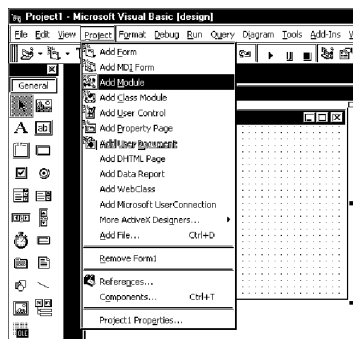 Project1 - Microsoft Visual Basic [design]
File Edit View Project Format Debug Run Query Diagram Tools Add-Ins
General
Add Form
Add MDI Form
Add Module
Add Class Module
Add User Control
Add Property Page
Add User Document
Add DHTML Page
Add Data Report
Add WebClass
Add Microsoft UserConnection
More ActiveX Designers...
Add File... Ctrl+D
Remove Form1
References...
Components... Ctrl+T
Project1 Properties...
A ab|
OLE